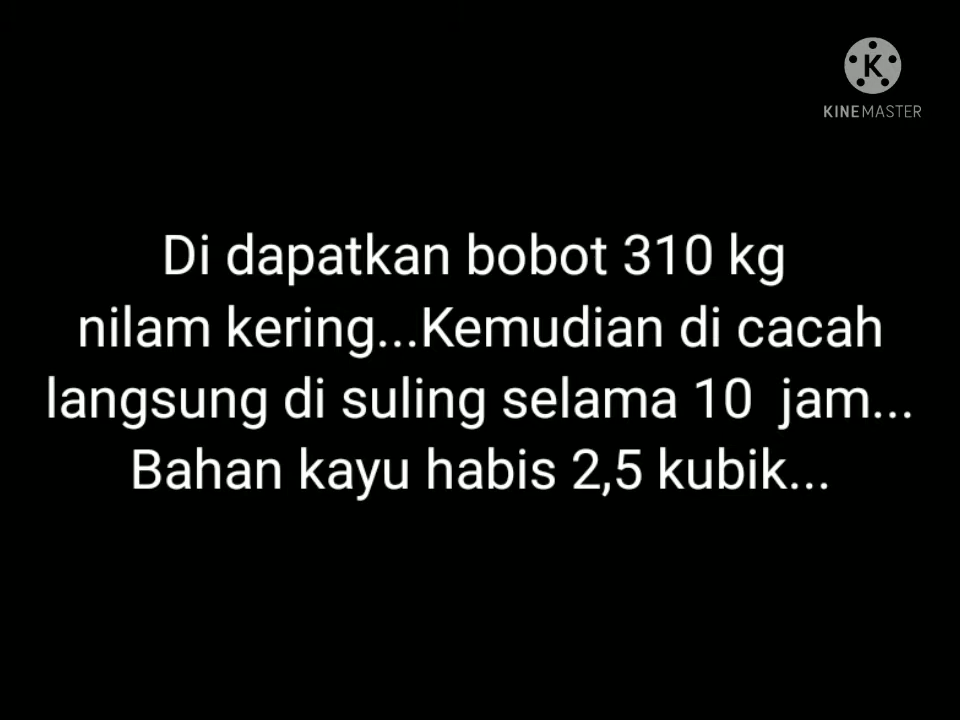 K
KINEMASTER
Di dapatkan bobot 310 kg
nilam kering...Kemudian di cacah
langsung di suling selama 10 jam...
Bahan kayu habis 2,5 kubik...